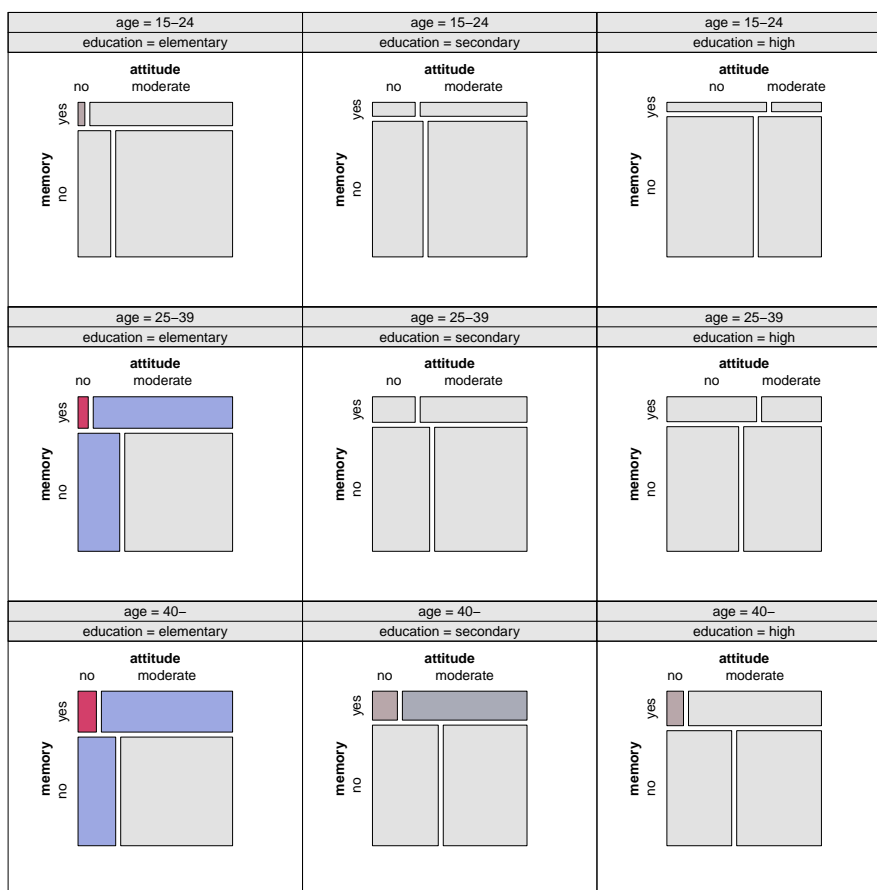 age = 15–24
education = elementary
attitude
no moderate
yes
memory
no
age = 15–24
education = secondary
attitude
no moderate
yes
memory
no
age = 15–24
education = high
attitude
no moderate
yes
memory
no
age = 25–39
education = elementary
attitude
no moderate
yes
memory
no
age = 25–39
education = secondary
attitude
no moderate
yes
memory
no
age = 25–39
education = high
attitude
no moderate
yes
memory
no
age = 40–
education = elementary
attitude
no moderate
yes
memory
no
age = 40–
education = secondary
attitude
no moderate
yes
memory
no
age = 40–
education = high
attitude
no moderate
yes
memory
no